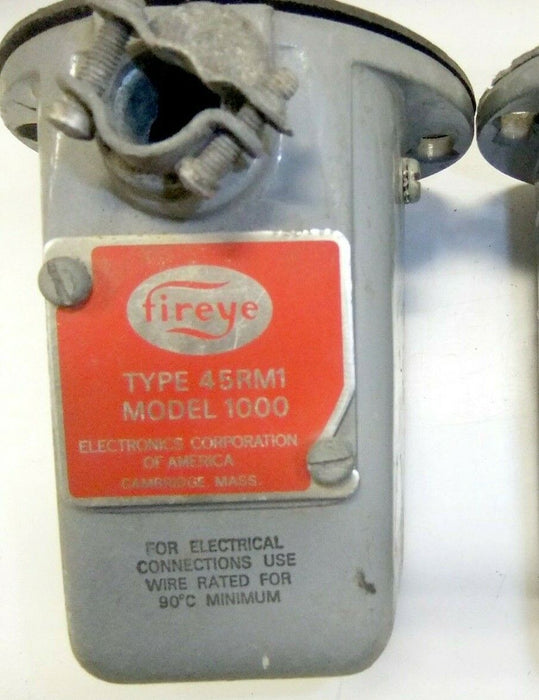 fireye
TYPE 45RM1
MODEL 1000
ELECTRONICS CORPORATION
OF AMERICA
CAMBRIDGE MASS.
FOR ELECTRICAL
CONNECTIONS USE
WIRE RATED FOR
90°C MINIMUM